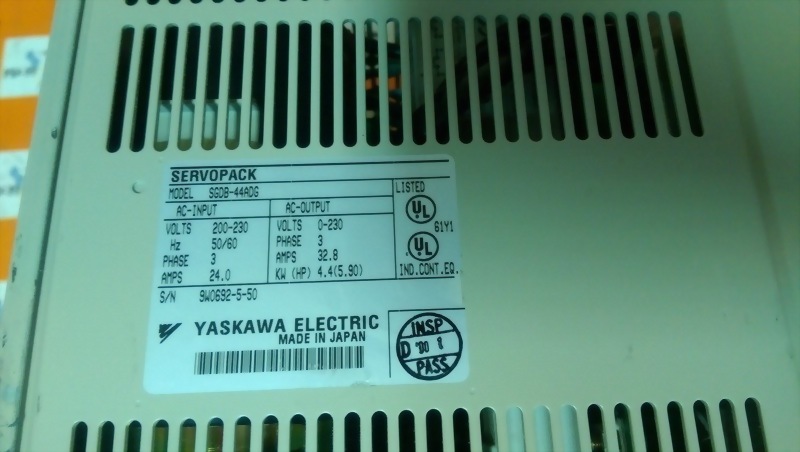 SERVOPACK
MODEL SGDB-44ADG
AC-INPUT AC-OUTPUT
VOLTS 200-230 VOLTS 0-230
Hz 50/60 PHASE 3
PHASE 3 AMPS 32.8
AMPS 24.0 KW (HP) 4.4(5.90)
LISTED
UL
61Y1
UL
IND.CONT.EQ.
S/N 9W0692-5-50
YASKAWA ELECTRIC
MADE IN JAPAN
INSP
D '00 8
PASS